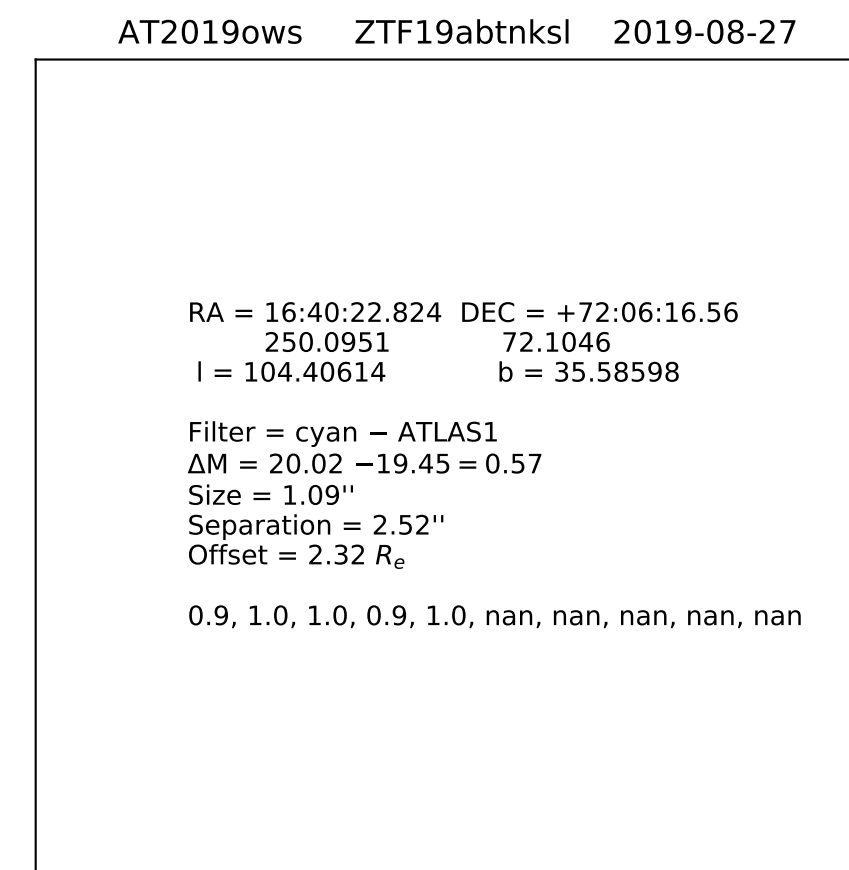 AT2019ows ZTF19abtnksl 2019-08-27
RA = 16:40:22.824 DEC = +72:06:16.56
250.0951 72.1046
l = 104.40614 b = 35.58598
Filter = cyan − ATLAS1
ΔM = 20.02 −19.45 = 0.57
Size = 1.09''
Separation = 2.52''
Offset = 2.32 Re
0.9, 1.0, 1.0, 0.9, 1.0, nan, nan, nan, nan, nan